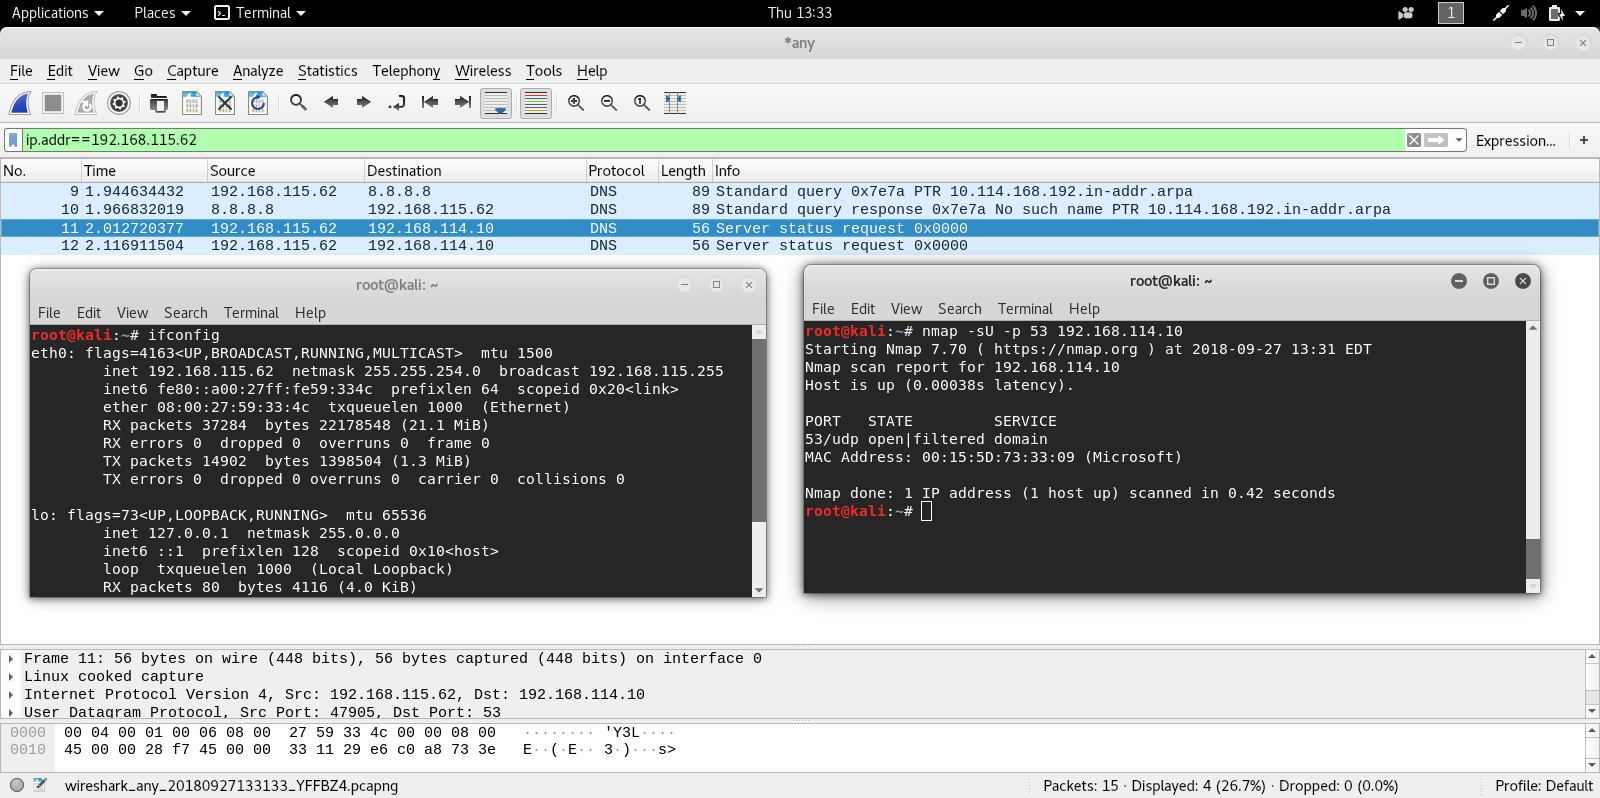 Applications Places Terminal Thu 13:33 1
*any
File Edit View Go Capture Analyze Statistics Telephony Wireless Tools Help
ip.addr==192.168.115.62 Expression... +
No. Time Source Destination Protocol Length Info
9 1.944634432 192.168.115.62 8.8.8.8 DNS 89 Standard query 0x7e7a PTR 10.114.168.192.in-addr.arpa
10 1.966832019 8.8.8.8 192.168.115.62 DNS 89 Standard query response 0x7e7a No such name PTR 10.114.168.192.in-addr.arpa
11 2.012720377 192.168.115.62 192.168.114.10 DNS 56 Server status request 0x0000
12 2.116911504 192.168.115.62 192.168.114.10 DNS 56 Server status request 0x0000
root@kali: ~
File Edit View Search Terminal Help
root@kali:~# ifconfig
eth0: flags=4163<UP,BROADCAST,RUNNING,MULTICAST>  mtu 1500
inet 192.168.115.62  netmask 255.255.254.0  broadcast 192.168.115.255
inet6 fe80::a00:27ff:fe59:334c  prefixlen 64  scopeid 0x20<link>
ether 08:00:27:59:33:4c  txqueuelen 1000  (Ethernet)
RX packets 37284  bytes 22178548 (21.1 MiB)
RX errors 0  dropped 0  overruns 0  frame 0
TX packets 14902  bytes 1398504 (1.3 MiB)
TX errors 0  dropped 0 overruns 0  carrier 0  collisions 0
lo: flags=73<UP,LOOPBACK,RUNNING>  mtu 65536
inet 127.0.0.1  netmask 255.0.0.0
inet6 ::1  prefixlen 128  scopeid 0x10<host>
loop  txqueuelen 1000  (Local Loopback)
RX packets 80  bytes 4116 (4.0 KiB)
root@kali: ~
File Edit View Search Terminal Help
root@kali:~# nmap -sU -p 53 192.168.114.10
Starting Nmap 7.70 ( https://nmap.org ) at 2018-09-27 13:31 EDT
Nmap scan report for 192.168.114.10
Host is up (0.00038s latency).
PORT   STATE         SERVICE
53/udp open|filtered domain
MAC Address: 00:15:5D:73:33:09 (Microsoft)
Nmap done: 1 IP address (1 host up) scanned in 0.42 seconds
root@kali:~#
Frame 11: 56 bytes on wire (448 bits), 56 bytes captured (448 bits) on interface 0
Linux cooked capture
Internet Protocol Version 4, Src: 192.168.115.62, Dst: 192.168.114.10
User Datagram Protocol, Src Port: 47905, Dst Port: 53
0000 00 04 00 01 00 06 08 00  27 59 33 4c 00 00 08 00 ········ 'Y3L····
0010 45 00 00 28 f7 45 00 00  33 11 29 e6 c0 a8 73 3e E··(·E·· 3·)···s>
wireshark_any_20180927133133_YFFBZ4.pcapng Packets: 15 · Displayed: 4 (26.7%) · Dropped: 0 (0.0%) Profile: Default